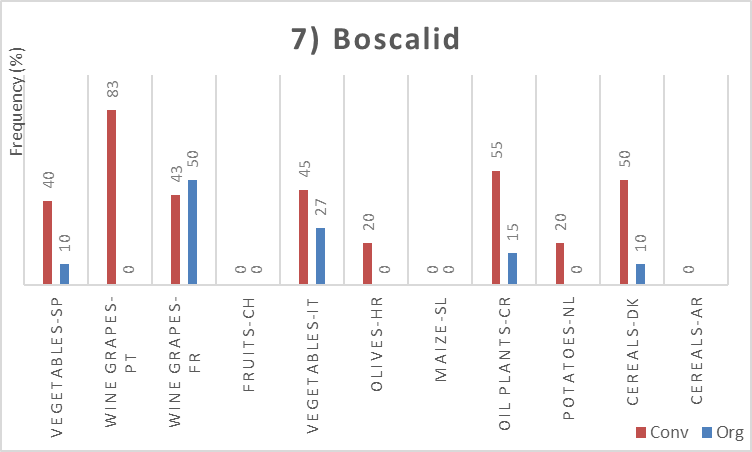 7) Boscalid
Frequency (%)
40
10
83
0
43
50
0
0
45
27
20
0
0
0
55
15
20
0
50
10
0
VEGETABLES-SP
WINE GRAPES-
PT
WINE GRAPES-
FR
FRUITS-CH
VEGETABLES-IT
OLIVES-HR
MAIZE-SL
OIL PLANTS-CR
POTATOES-NL
CEREALS-DK
CEREALS-AR
Conv
Org